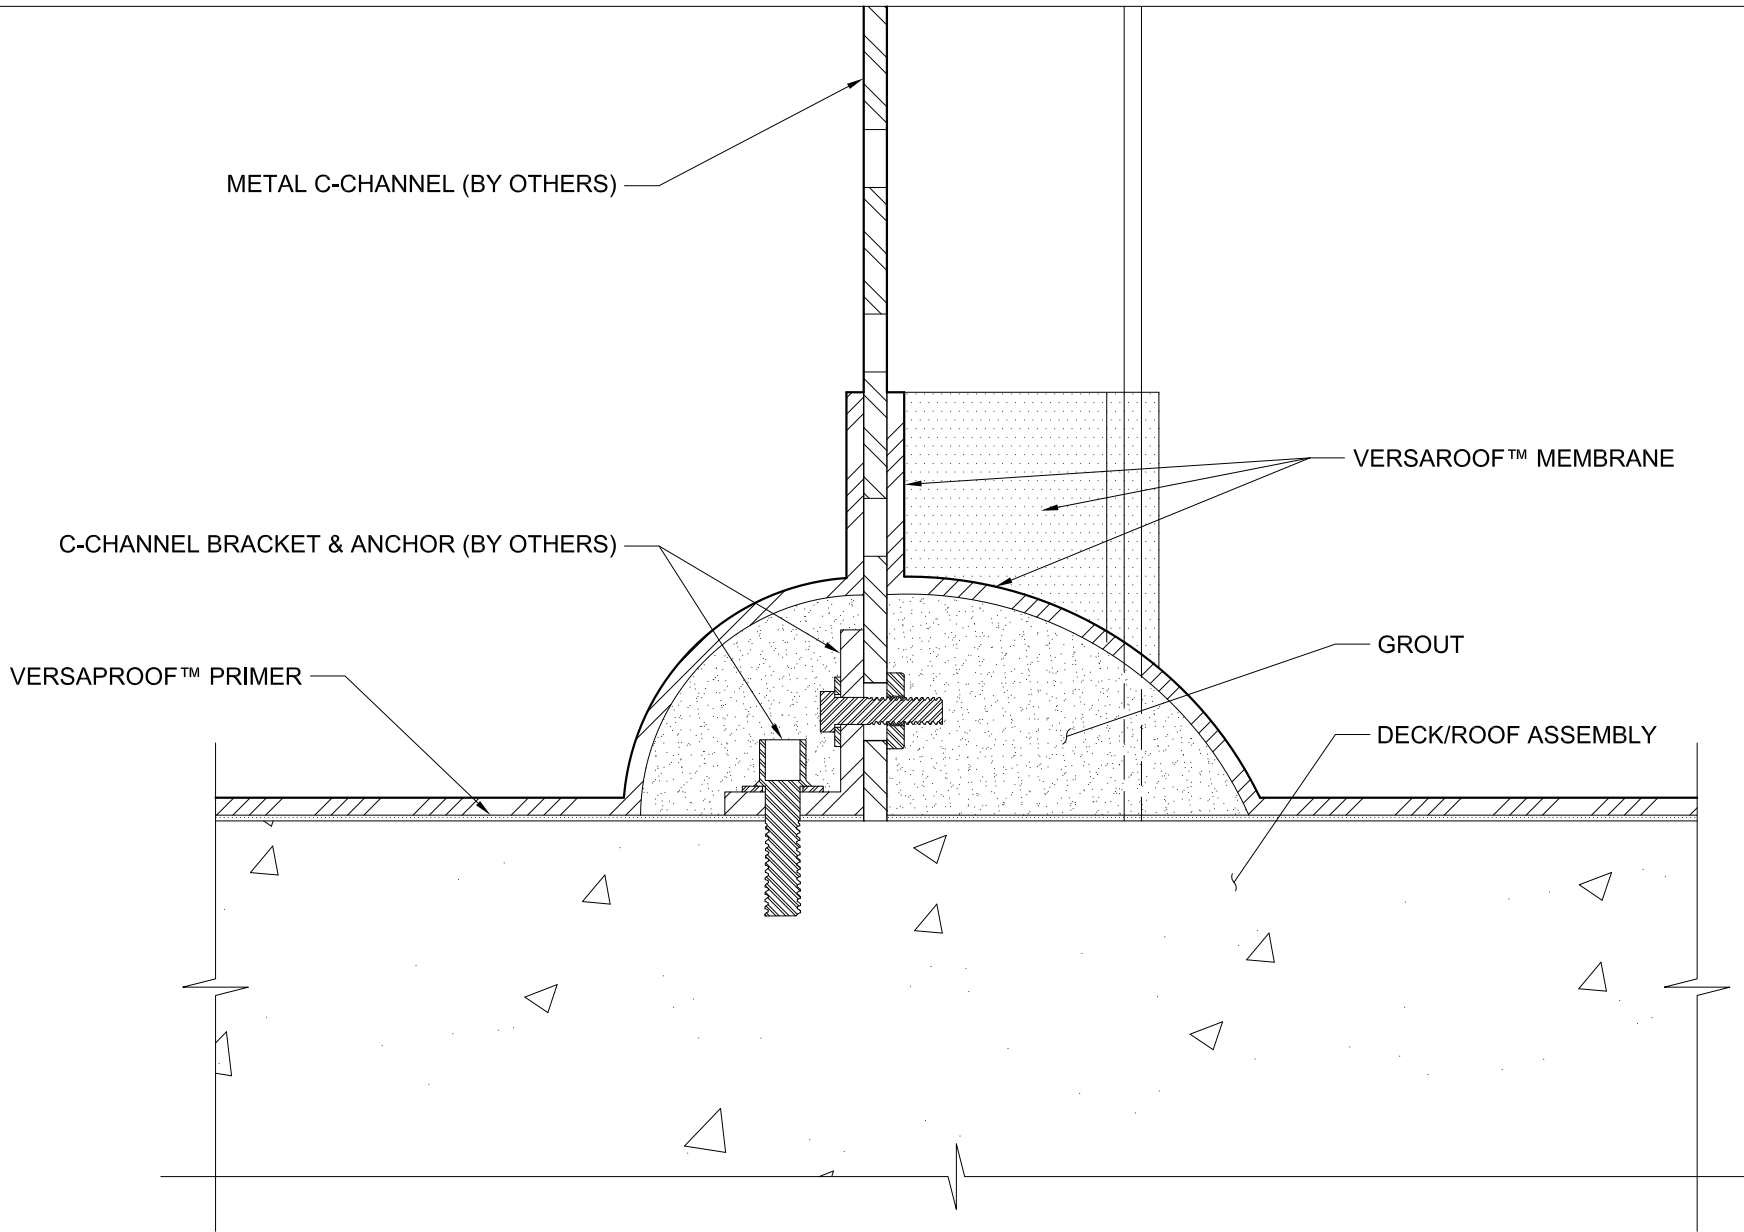 METAL C-CHANNEL (BY OTHERS)
VERSAROOF™ MEMBRANE
C-CHANNEL BRACKET & ANCHOR (BY OTHERS)
GROUT
VERSAPROOF™ PRIMER
DECK/ROOF ASSEMBLY